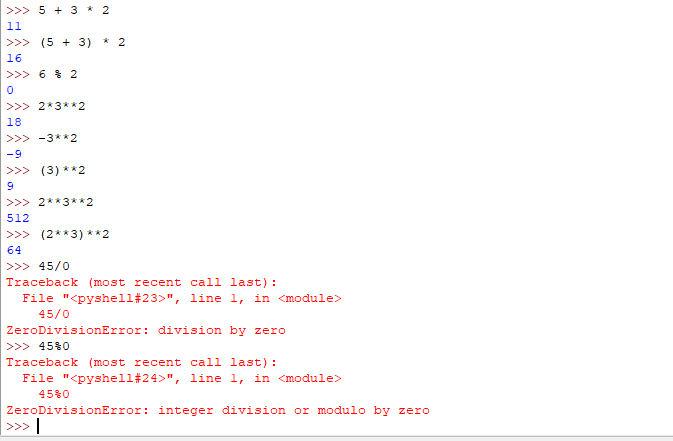 >>> 5 + 3 * 2
11
>>> (5 + 3) * 2
16
>>> 6 % 2
0
>>> 2*3**2
18
>>> -3**2
-9
>>> (3)**2
9
>>> 2**3**2
512
>>> (2**3)**2
64
>>> 45/0
Traceback (most recent call last):
  File "<pyshell#23>", line 1, in <module>
    45/0
ZeroDivisionError: division by zero
>>> 45%0
Traceback (most recent call last):
  File "<pyshell#24>", line 1, in <module>
    45%0
ZeroDivisionError: integer division or modulo by zero
>>>